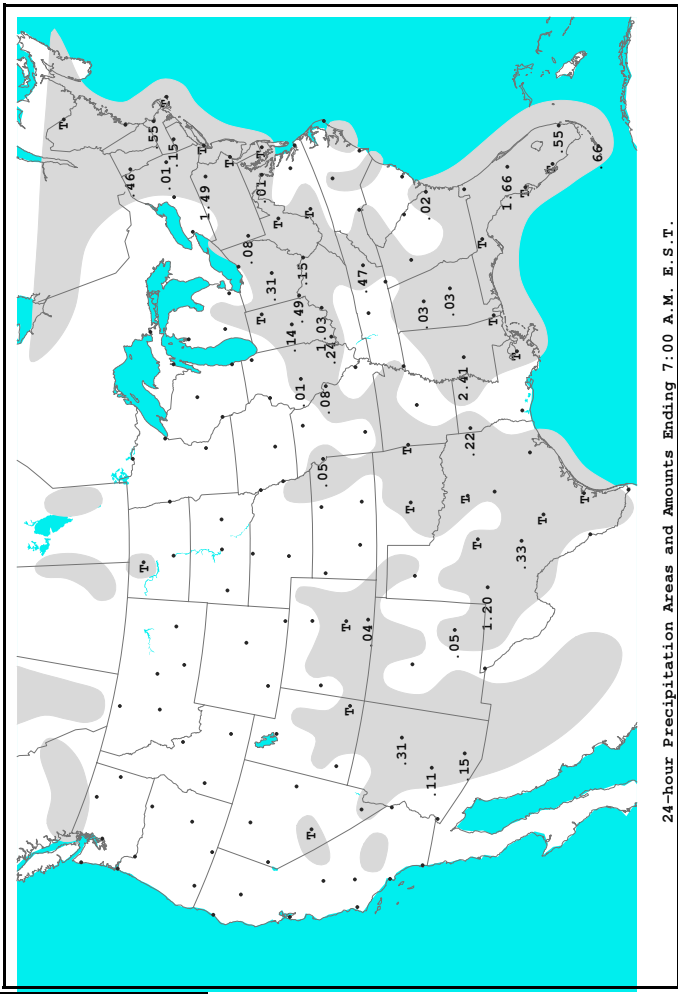 T
.46
T
.55
T
.01
.15
T
1.49
T
.08
T
.01
T
.31
T
.14
.49
.01
.15
T
T
1.03
.05
.08
.24
T
T
.47
.04
.31
T
T
.03
.02
.11
.03
.05
2.41
.15
T
.22
T
T
1.20
T
1.66
T
.33
T
T
T
.55
T
.66
24-hour Precipitation Areas and Amounts Ending 7:00 A.M. E.S.T.